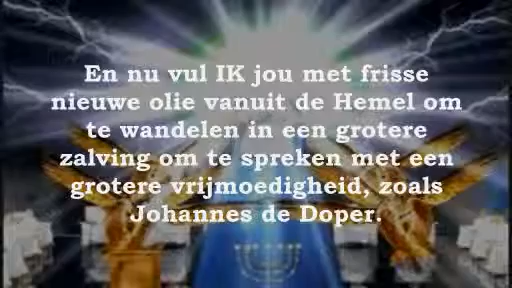 En nu vul IK jou met frisse
nieuwe olie vanuit de Hemel om
te wandelen in een grotere
zalving om te spreken met een
grotere vrijmoedigheid, zoals
Johannes de Doper.